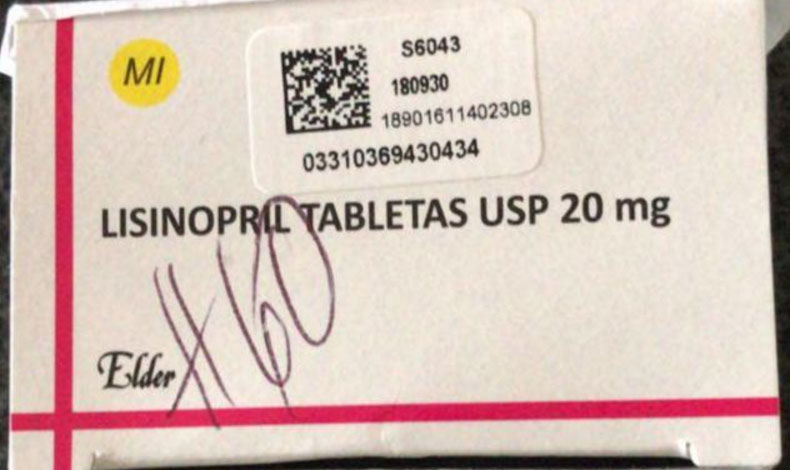 MI
S6043
180930
18901611402308
03310369430434
LISINOPRIL TABLETAS USP 20 mg
#60
Elder